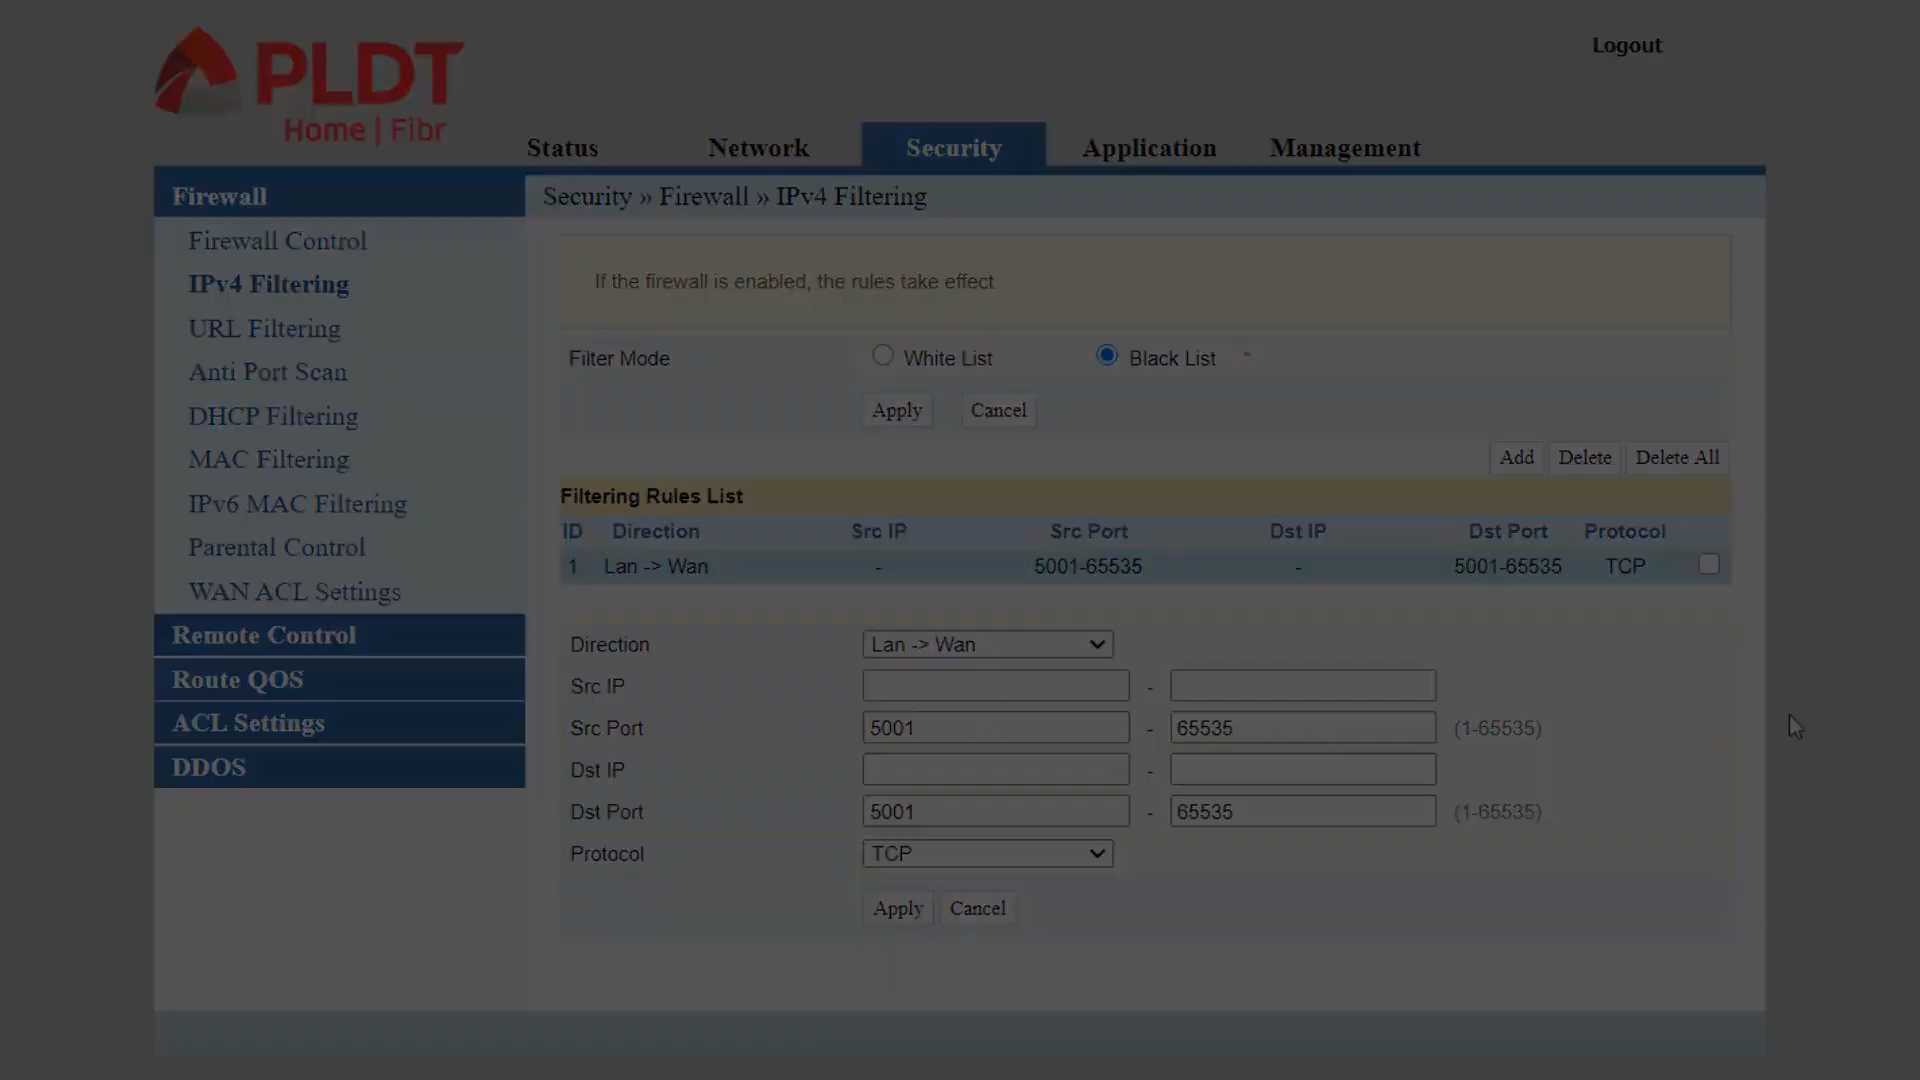 PLDT
Home | Fibr
Logout
Status Network Security Application Management
Firewall
Security » Firewall » IPv4 Filtering
Firewall Control
IPv4 Filtering
URL Filtering
Anti Port Scan
DHCP Filtering
MAC Filtering
IPv6 MAC Filtering
Parental Control
WAN ACL Settings
Remote Control
Route QOS
ACL Settings
DDOS
If the firewall is enabled, the rules take effect
Filter Mode White List Black List *
Apply Cancel
Add Delete Delete All
Filtering Rules List
ID Direction Src IP Src Port Dst IP Dst Port Protocol
1 Lan -> Wan - 5001-65535 - 5001-65535 TCP
Direction Lan -> Wan
Src IP -
Src Port 5001 - 65535 (1-65535)
Dst IP -
Dst Port 5001 - 65535 (1-65535)
Protocol TCP
Apply Cancel